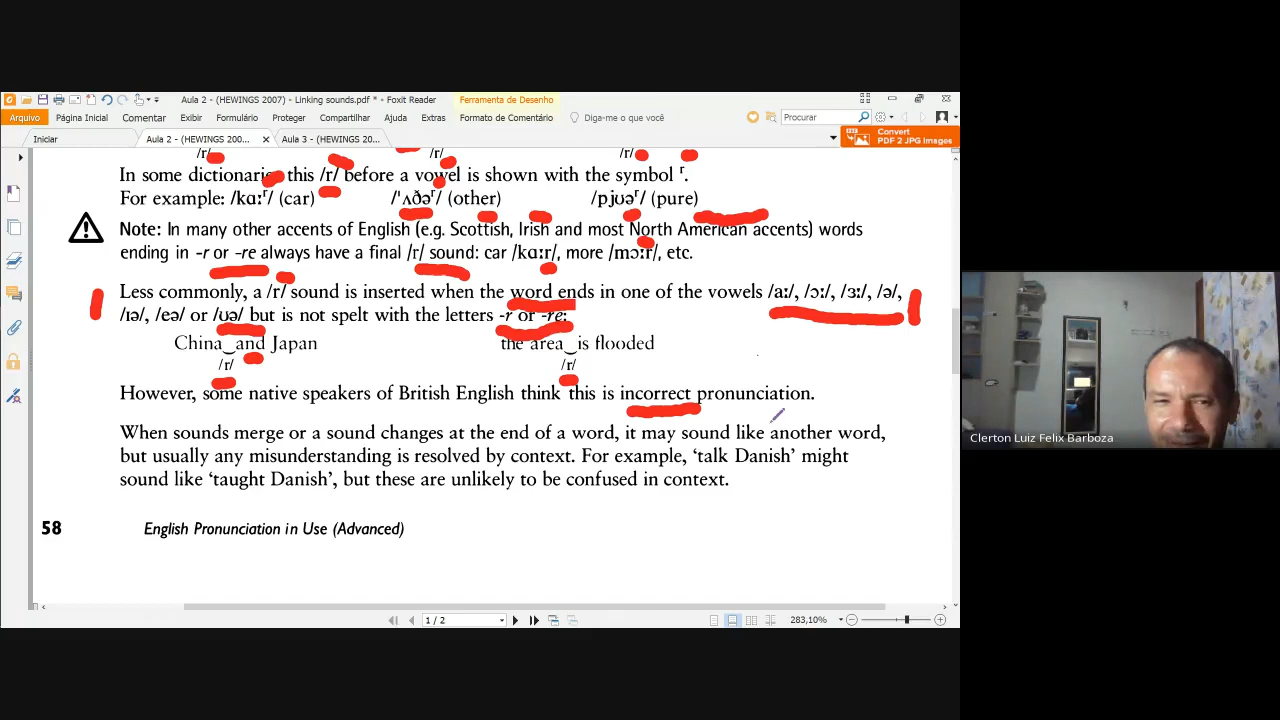 Aula 2 - (HEWINGS 2007) - Linking sounds.pdf * - Foxit Reader
Ferramenta de Desenho
Arquivo Página Inicial Comentar Exibir Formulário Proteger Compartilhar Ajuda Extras Formato de Comentário Diga-me o que você Procurar
Iniciar Aula 2 - (HEWINGS 200... Aula 3 - (HEWINGS 20...
Convert
PDF 2 JPG Images
/r/ /r/ /r/
In some dictionaries this /r/ before a vowel is shown with the symbol ʳ.
For example: /kɑːʳ/ (car) /ˈʌðəʳ/ (other) /pjʊəʳ/ (pure)
Note: In many other accents of English (e.g. Scottish, Irish and most North American accents) words
ending in -r or -re always have a final /r/ sound: car /kɑːr/, more /mɔːr/, etc.
Less commonly, a /r/ sound is inserted when the word ends in one of the vowels /aː/, /ɔː/, /ɜː/, /ə/,
/ɪə/, /eə/ or /ʊə/ but is not spelt with the letters -r or -re:
China‿and Japan the area‿is flooded
/r/ /r/
However, some native speakers of British English think this is incorrect pronunciation.
When sounds merge or a sound changes at the end of a word, it may sound like another word,
but usually any misunderstanding is resolved by context. For example, ‘talk Danish’ might
sound like ‘taught Danish’, but these are unlikely to be confused in context.
58 English Pronunciation in Use (Advanced)
1 / 2
283,10%
Clerton Luiz Felix Barboza